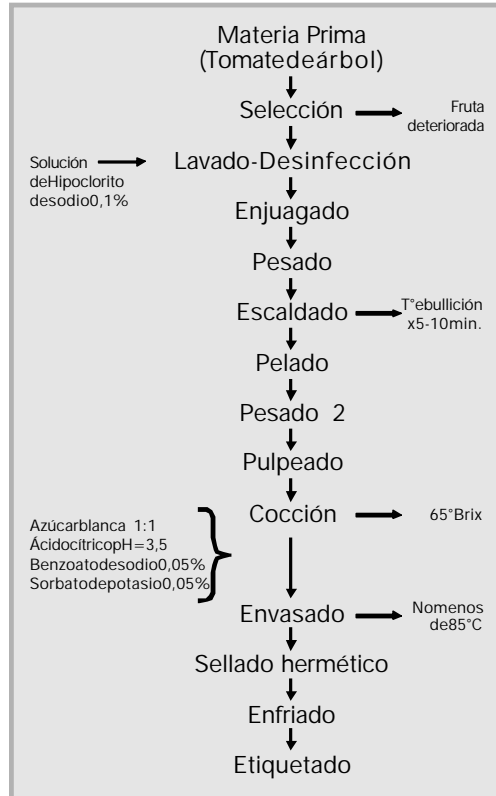 Materia Prima
(Tomatedeárbol)
Selección
Fruta
deteriorada
Solución
deHipoclorito
desodio0,1%
Lavado-Desinfección
Enjuagado
Pesado
Escaldado
T°ebullición
x5-10min.
Pelado
Pesado 2
Pulpeado
Cocción
65°Brix
Azúcarblanca 1:1
ÁcidocítricopH=3,5
Benzoatodesodio0,05%
Sorbatodepotasio0,05%
Envasado
Nomenos
de85°C
Sellado hermético
Enfriado
Etiquetado